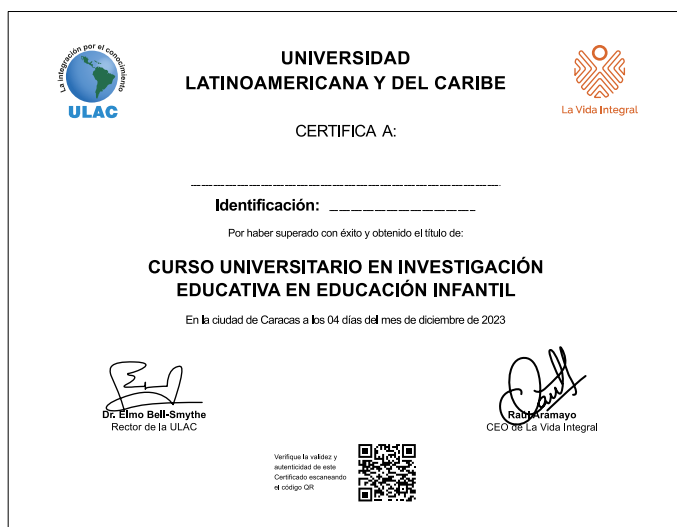 La integración por el conocimiento
ULAC
UNIVERSIDAD
LATINOAMERICANA Y DEL CARIBE
La Vida Integral
CERTIFICA A:
Identificación:
Por haber superado con éxito y obtenido el título de:
CURSO UNIVERSITARIO EN INVESTIGACIÓN
EDUCATIVA EN EDUCACIÓN INFANTIL
En la ciudad de Caracas a los 04 días del mes de diciembre de 2023
Dr. Elmo Bell-Smythe
Rector de la ULAC
Raúl Aramayo
CEO de La Vida Integral
Verifique la validez y
autenticidad de este
Certificado escaneando
el código QR